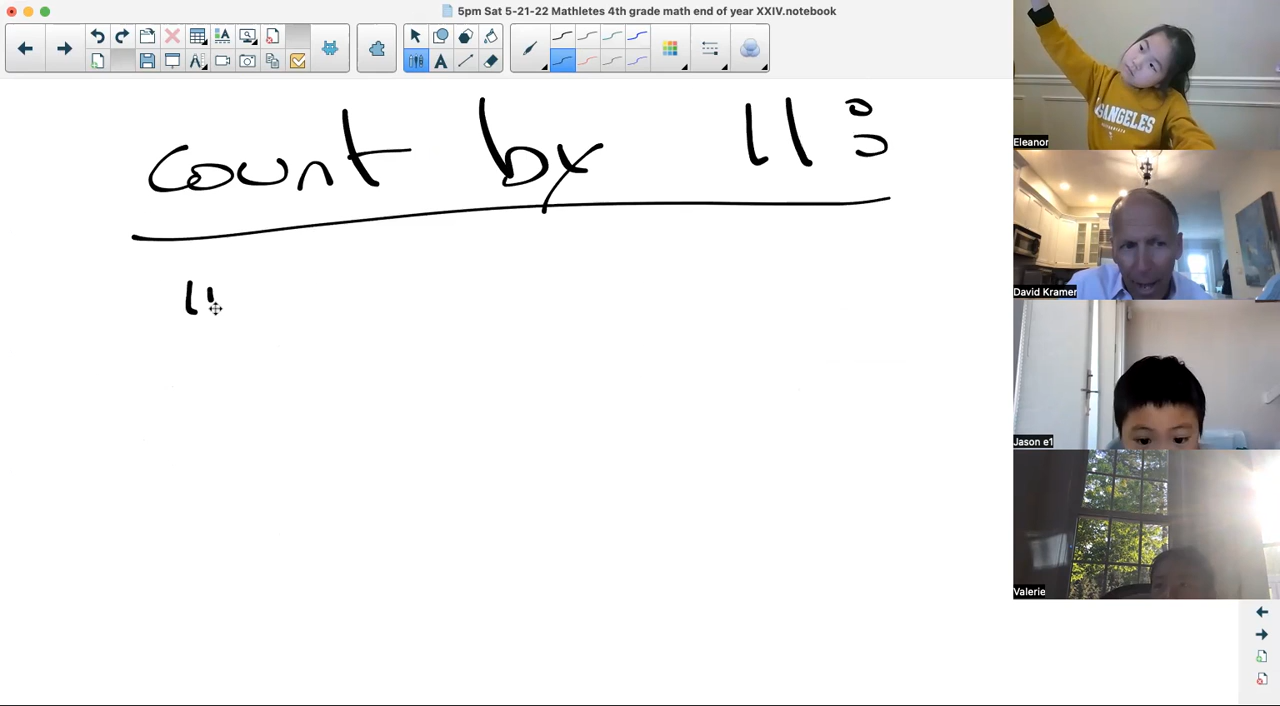 5pm Sat 5-21-22 Mathletes 4th grade math end of year XXIV.notebook
count by 11:
11
Eleanor
David Kramer
Jason e1
Valerie